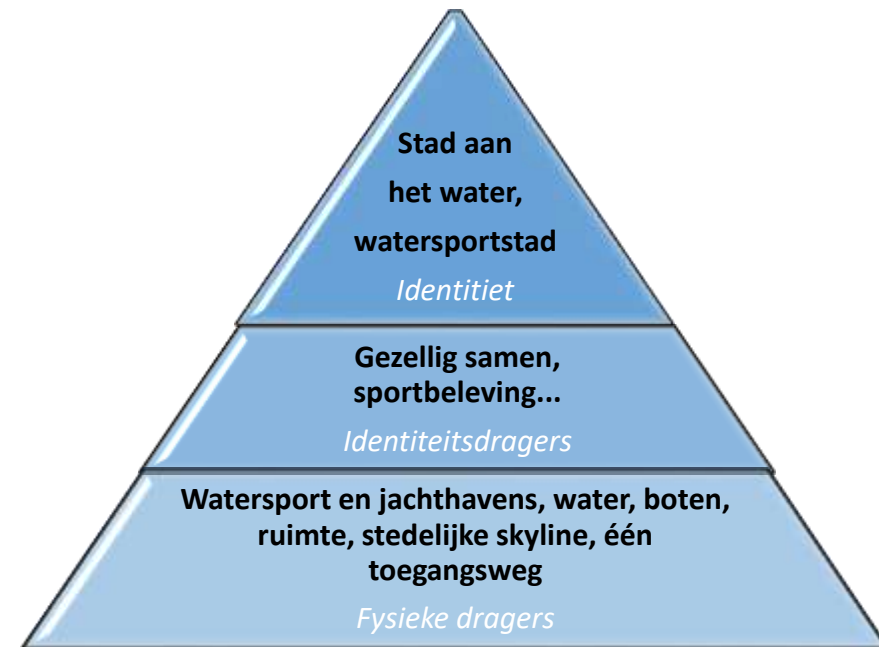 Stad aan
het water,
watersportstad
Identitiet
Gezellig samen,
sportbeleving...
Identiteitsdragers
Watersport en jachthavens, water, boten,
ruimte, stedelijke skyline, één
toegangsweg
Fysieke dragers